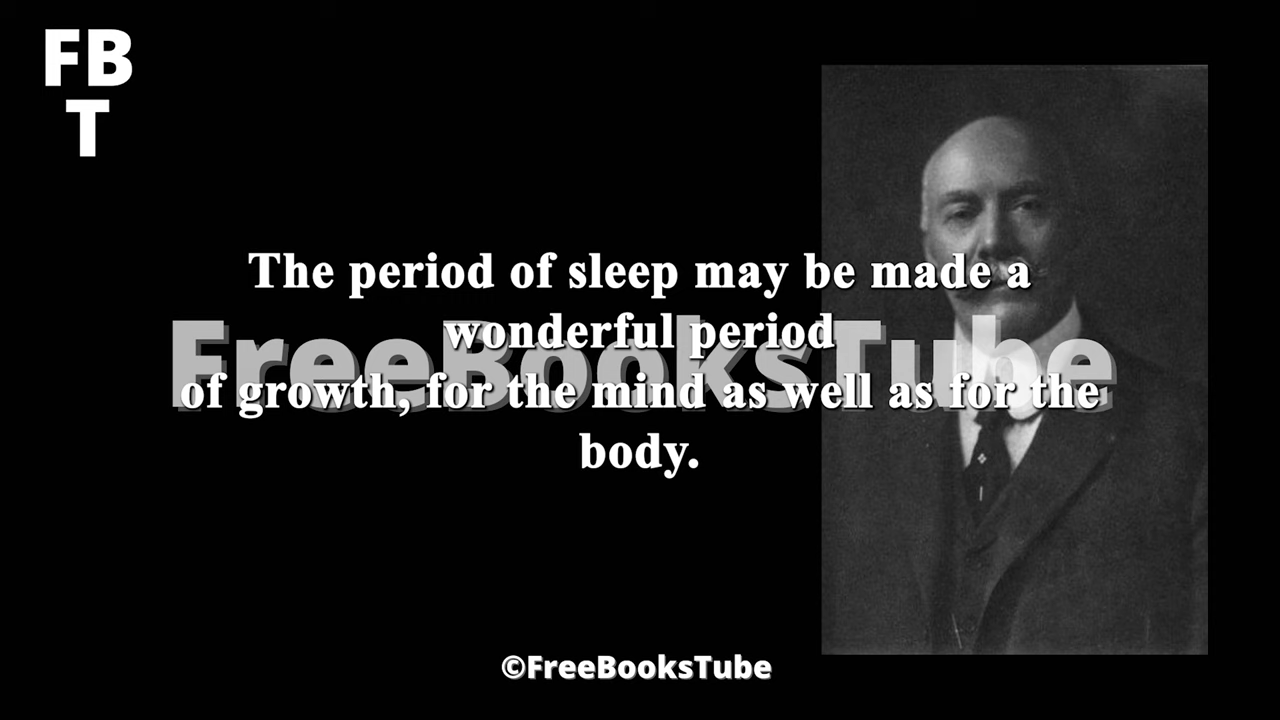 FB
T
The period of sleep may be made a
wonderful period
FreeBooksTube
of growth, for the mind as well as for the
body.
©FreeBooksTube